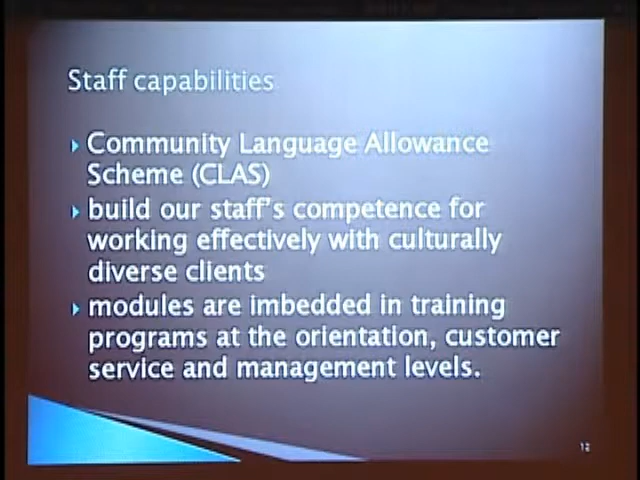 Staff capabilities
Community Language Allowance
Scheme (CLAS)
build our staff's competence for
working effectively with culturally
diverse clients
modules are imbedded in training
programs at the orientation, customer
service and management levels.
12